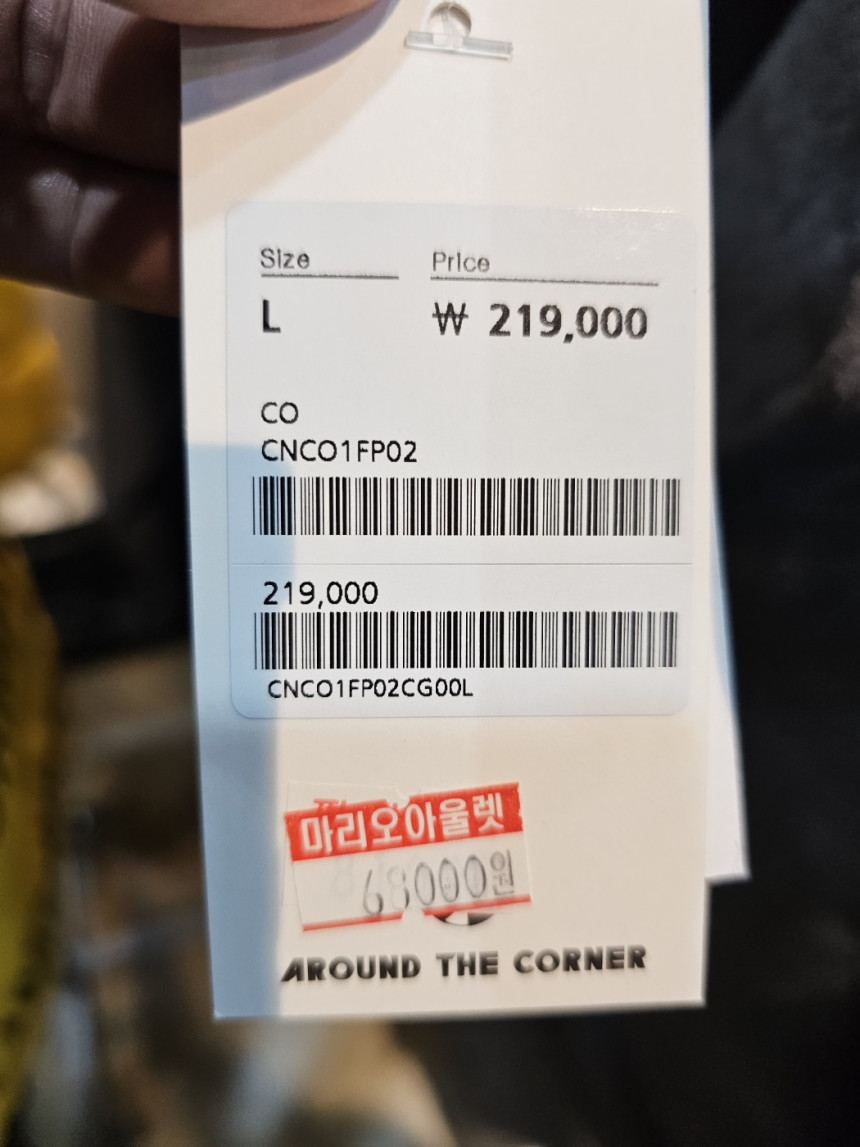 Size Price
L ₩ 219,000
CO
CNCO1FP02
219,000
CNCO1FP02CG00L
마리오아울렛
68000원
AROUND THE CORNER